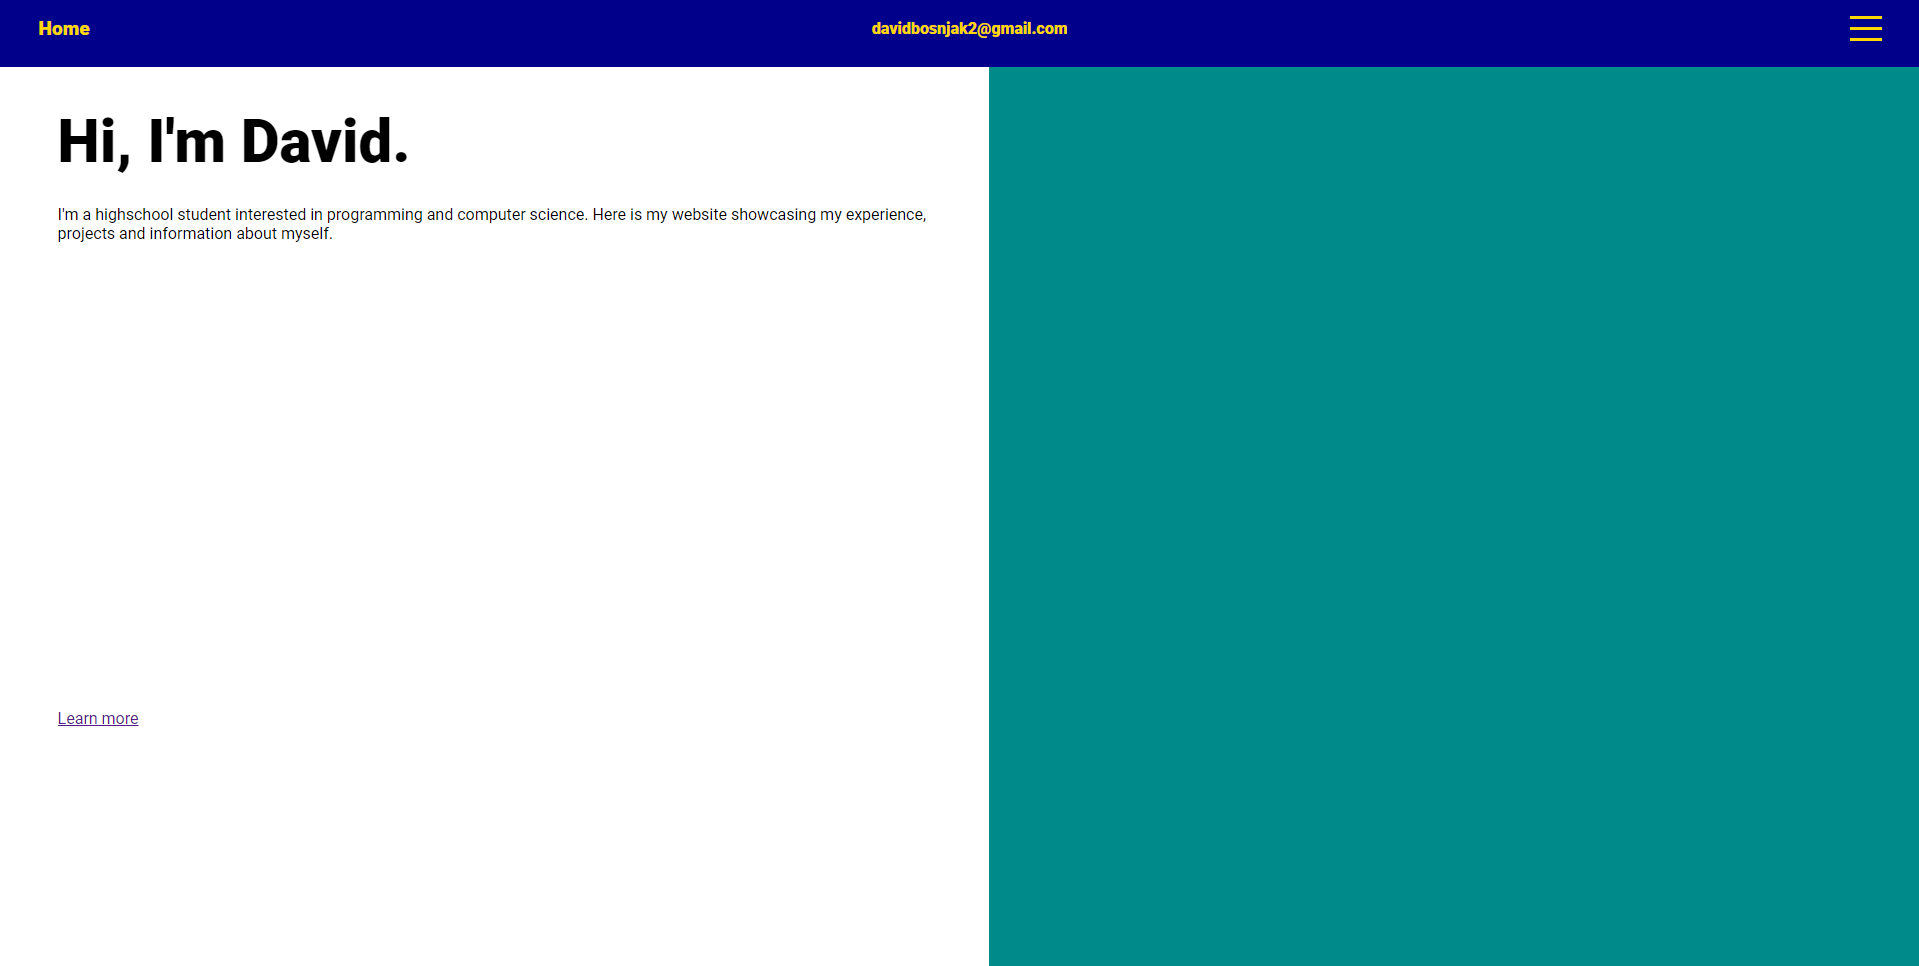 Home
davidbosnjak2@gmail.com
Hi, I'm David.
I'm a highschool student interested in programming and computer science. Here is my website showcasing my experience,
projects and information about myself.
Learn more